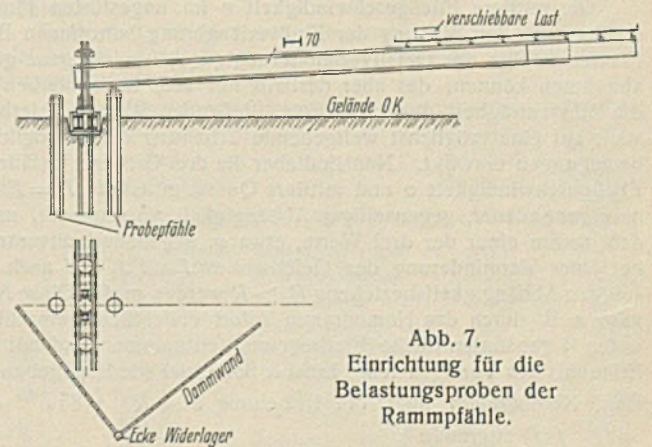 verschiebbare Last
70
Gelände OK
Probepfähle
Dammwand
Ecke Widerlager
Abb. 7.
Einrichtung für die
Belastungsproben der
Rammpfähle.